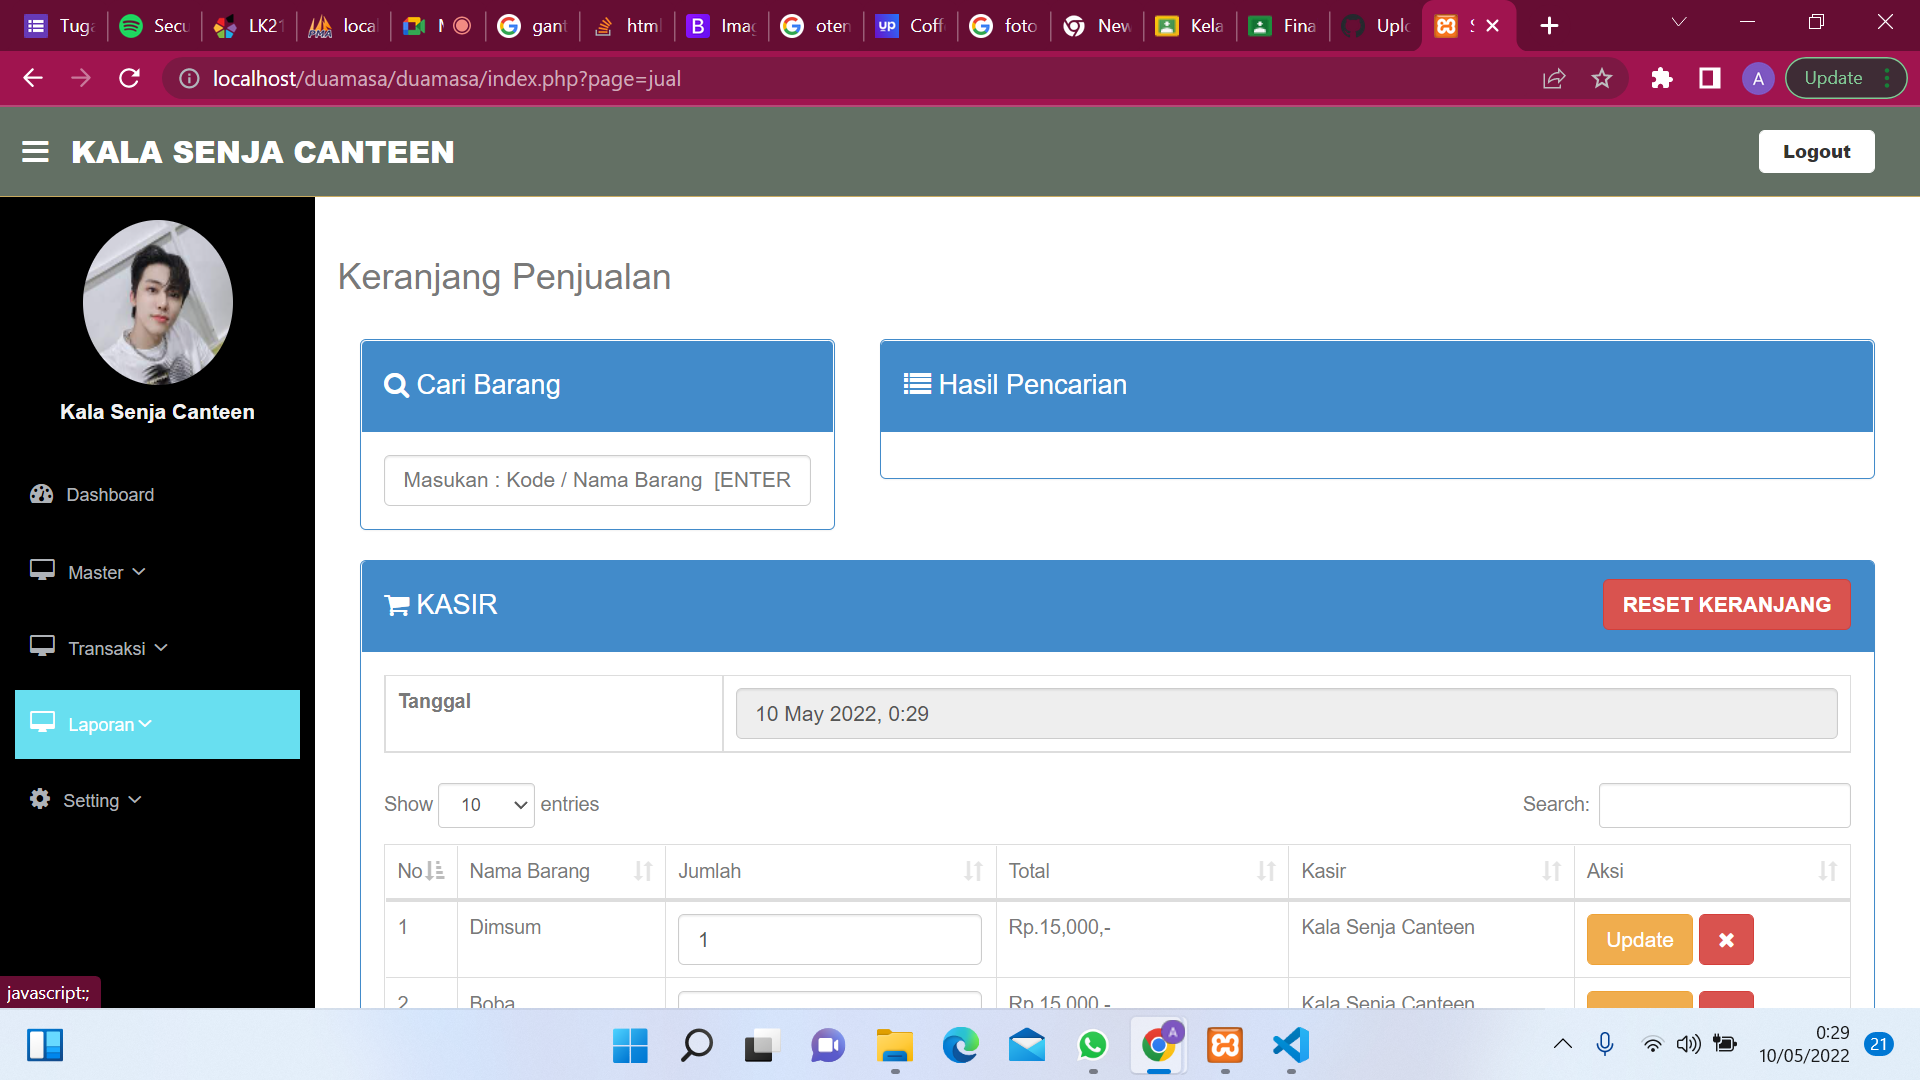 Tuga
Secu
LK21
loca
gant
html
B Imag
oten
up Coff
foto
New
Kela
Fina
Uplo
localhost/duamasa/duamasa/index.php?page=jual
A
Update
KALA SENJA CANTEEN
Logout
Kala Senja Canteen
Dashboard
Master
Transaksi
Laporan
Setting
Keranjang Penjualan
Cari Barang
Masukan : Kode / Nama Barang [ENTER
Hasil Pencarian
KASIR
RESET KERANJANG
Tanggal
10 May 2022, 0:29
Show 10 entries
Search:
No Nama Barang Jumlah Total Kasir Aksi
1 Dimsum 1 Rp.15,000,- Kala Senja Canteen Update
2 Boba Rp.15,000,- Kala Senja Canteen
javascript:;
A
0:29
10/05/2022
21